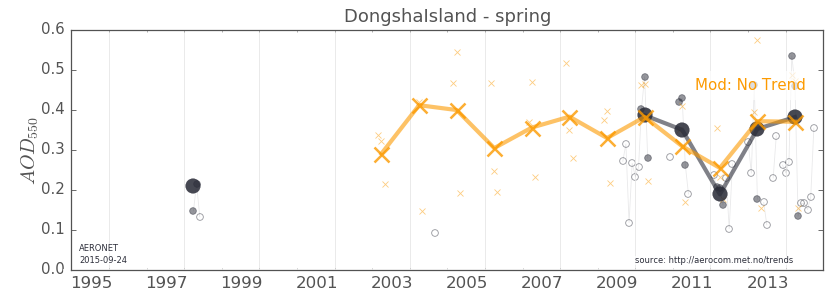 DongshaIsland - spring
0.6
0.5
0.4
0.3
0.2
0.1
0.0
AOD550
Mod: No Trend
AERONET
2015-09-24
source: http://aerocom.met.no/trends
1995 1997 1999 2001 2003 2005 2007 2009 2011 2013